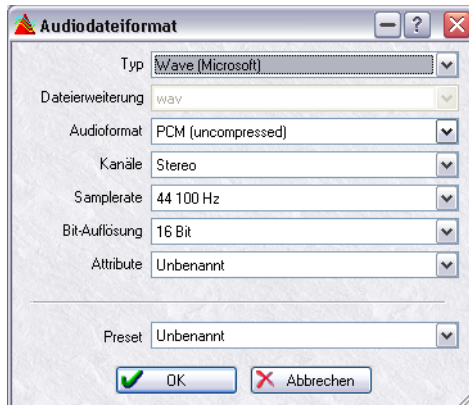 Audiodateiformat
Typ Wave (Microsoft)
Dateierweiterung wav
Audioformat PCM (uncompressed)
Kanäle Stereo
Samplerate 44 100 Hz
Bit-Auflösung 16 Bit
Attribute Unbenannt
Preset Unbenannt
OK Abbrechen